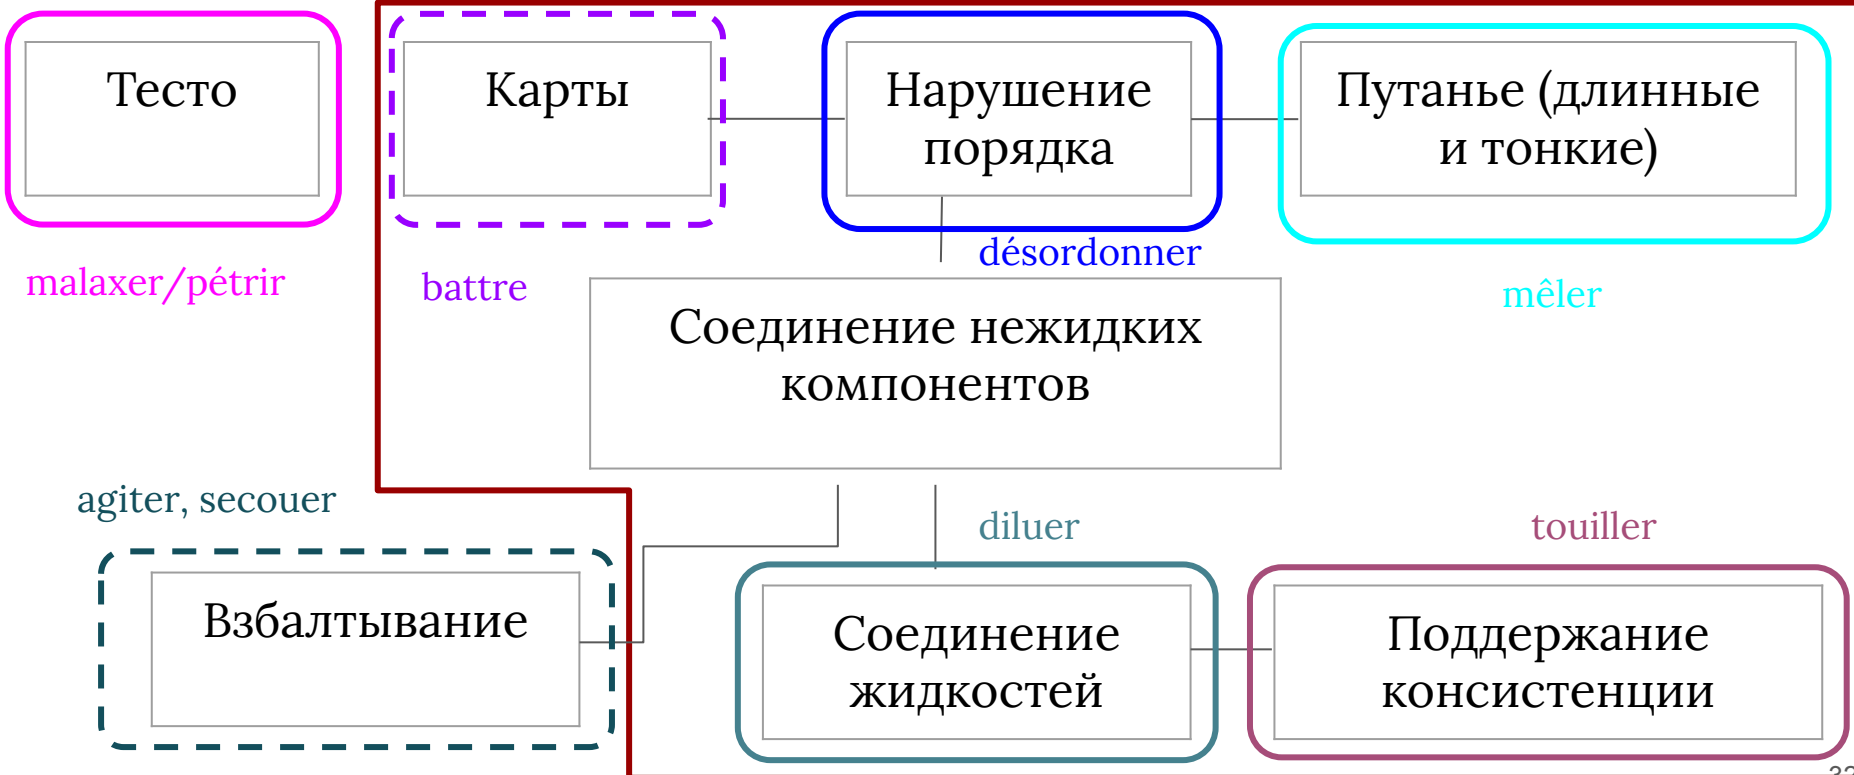 Тесто
Карты
Нарушение
порядка
Путанье (длинные
и тонкие)
malaxer/pétrir
battre
désordonner
mêler
Соединение нежидких
компонентов
agiter, secouer
diluer
touiller
Взбалтывание
Соединение
жидкостей
Поддержание
консистенции